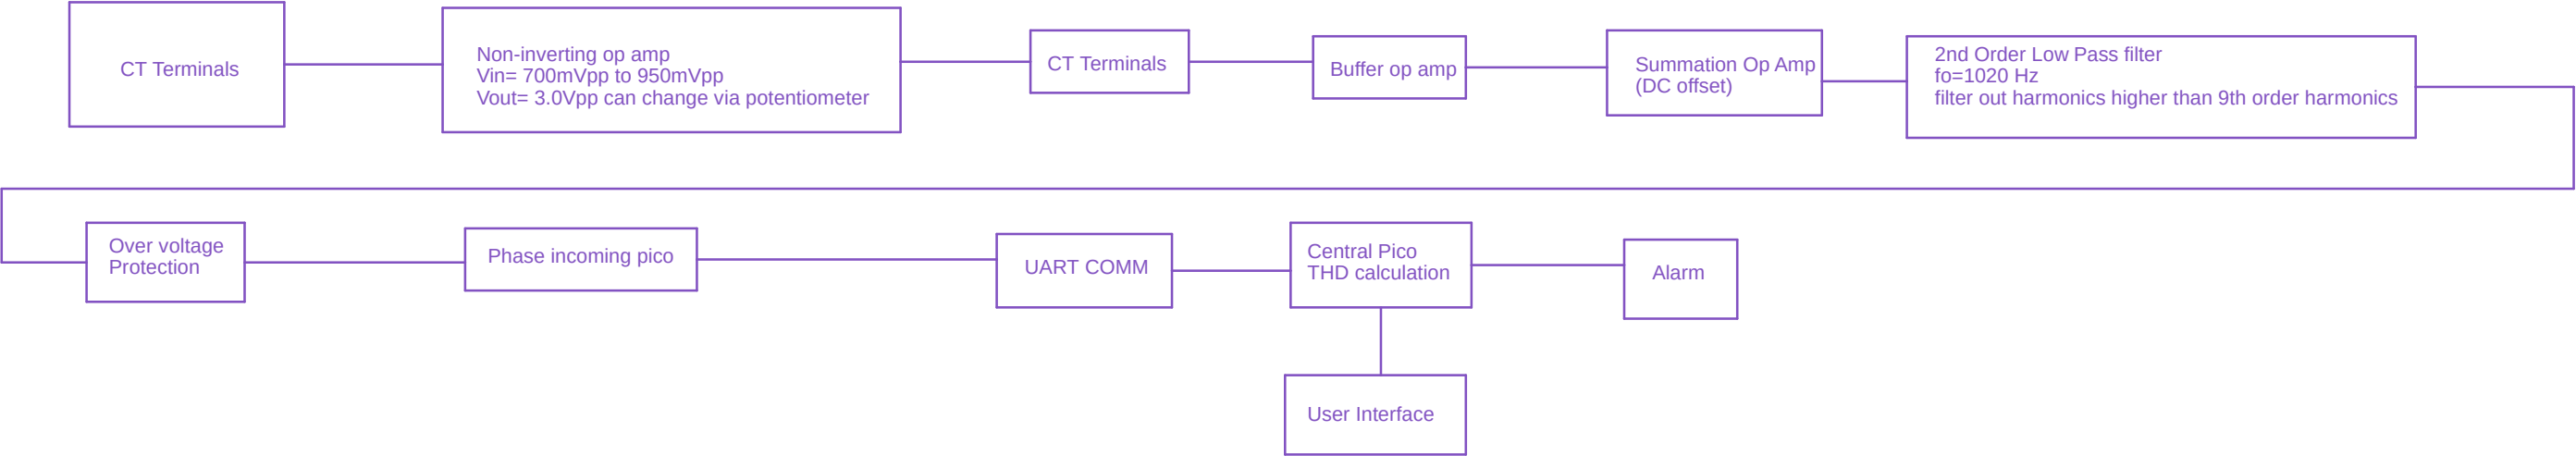 CT Terminals
Non-inverting op amp
Vin= 700mVpp to 950mVpp
Vout= 3.0Vpp can change via potentiometer
CT Terminals
Buffer op amp
Summation Op Amp
(DC offset)
2nd Order Low Pass filter
fo=1020 Hz
filter out harmonics higher than 9th order harmonics
Over voltage
Protection
Phase incoming pico
UART COMM
Central Pico
THD calculation
Alarm
User Interface